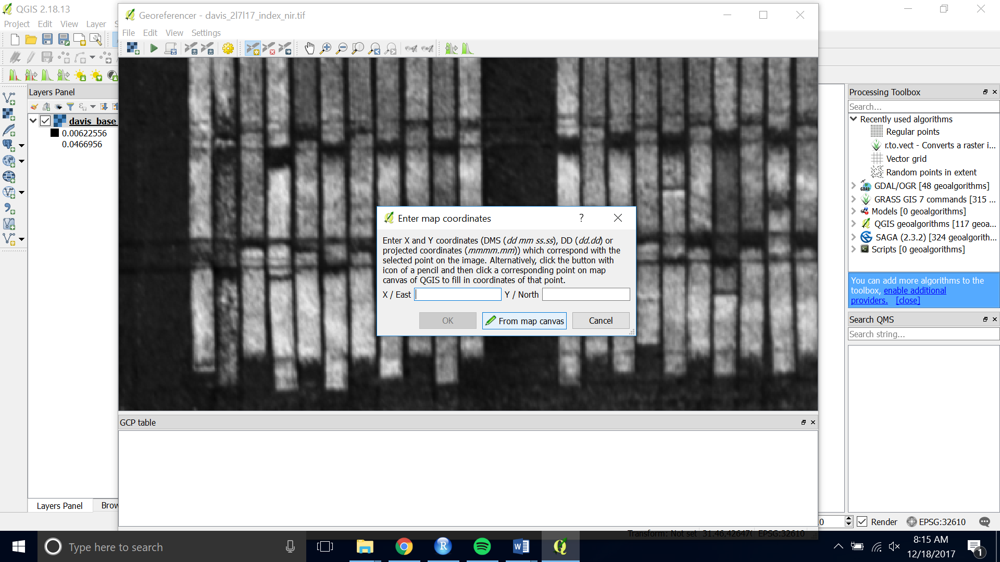 QGIS 2.18.13
Project Edit View Layer
Georeferencer - davis_2l7l17_index_nir.tif
File Edit View Settings
Layers Panel
davis_base
0.00622556
0.0466956
Layers Panel
Enter map coordinates
?
Enter X and Y coordinates (DMS (dd mm ss.ss), DD (dd.dd) or
projected coordinates (mmmm.mm)) which correspond with the
selected point on the image. Alternatively, click the button with
icon of a pencil and then click a corresponding point on map
canvas of QGIS to fill in coordinates of that point.
X / East
Y / North
OK
From map canvas
Cancel
GCP table
Transform: Not set 31.46,42647( EPSG:32610
Processing Toolbox
Search...
Recently used algorithms
Regular points
r.to.vect - Converts a raster i...
Vector grid
Random points in extent
GDAL/OGR [48 geoalgorithms]
GRASS GIS 7 commands [315 ...
Models [0 geoalgorithms]
QGIS geoalgorithms [117 geoa...
SAGA (2.3.2) [324 geoalgorith...
Scripts [0 geoalgorithms]
You can add more algorithms to the
toolbox, enable additional
providers. [close]
Search QMS
Search string...
Render EPSG:32610
Type here to search
8:15 AM
12/18/2017
1